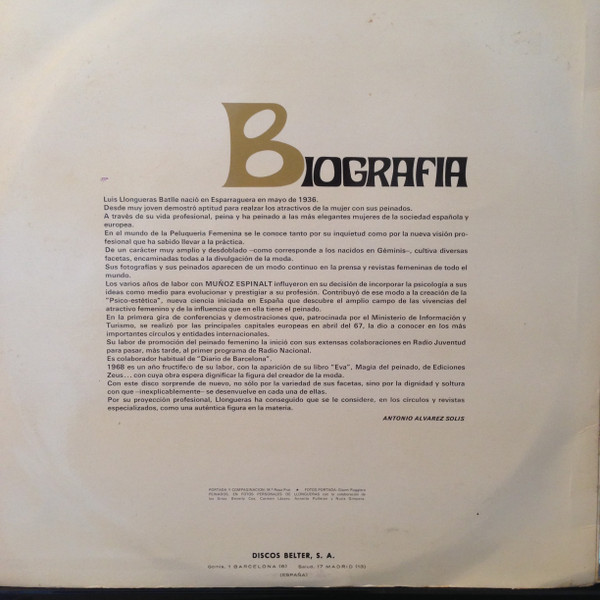 BIOGRAFIA
Luis Llongueras Batlle nació en Esparraguera en mayo de 1936.
Desde muy joven demostró aptitud para realzar los atractivos de la mujer con sus peinados.
A través de su vida profesional, peina y ha peinado a las más elegantes mujeres de la sociedad española y
europea.
En el mundo de la Peluquería Femenina se le conoce tanto por su inquietud como por la nueva visión pro-
fesional que ha sabido llevar a la práctica.
De un carácter muy amplio y desdoblado –como corresponde a los nacidos en Géminis–, cultiva diversas
facetas, encaminadas todas a la divulgación de la moda.
Sus fotografías y sus peinados aparecen de un modo continuo en la prensa y revistas femeninas de todo el
mundo.
Los varios años de labor con MUÑOZ ESPINALT influyeron en su decisión de incorporar la psicología a sus
ideas como medio para evolucionar y prestigiar a su profesión. Contribuyó de ese modo a la creación de la
"Psico-estética", nueva ciencia iniciada en España que descubre el amplio campo de las vivencias del
atractivo femenino y de la influencia que en ella tiene el peinado.
En la primera gira de conferencias y demostraciones que, patrocinada por el Ministerio de Información y
Turismo, se realizó por las principales capitales europeas en abril del 67, la dio a conocer en los más
importantes círculos y entidades internacionales.
Su labor de promoción del peinado femenino la inició con sus extensas colaboraciones en Radio Juventud
para pasar, más tarde, al primer programa de Radio Nacional.
Es colaborador habitual de "Diario de Barcelona".
1968 es un año fructífero de su labor, con la aparición de su libro "Eva", Magia del peinado, de Ediciones
Zeus... con cuya obra espera dignificar la figura del creador de la moda.
Con este disco sorprende de nuevo, no sólo por la variedad de sus facetas, sino por la dignidad y soltura
con que –inexplicablemente– se desenvuelve en cada una de ellas.
Por su proyección profesional, Llongueras ha conseguido que se le considere, en los círculos y revistas
especializados, como una auténtica figura en la materia.
ANTONIO ALVAREZ SOLIS
PORTADA Y COMPAGINACION: ★ FOTOS PORTADA:
PEINADOS, DE FOTOS PERSONALES DE LLONGUERAS con la colaboración de
DISCOS BELTER, S. A.
1 BARCELONA 17 MADRID
(ESPAÑA)